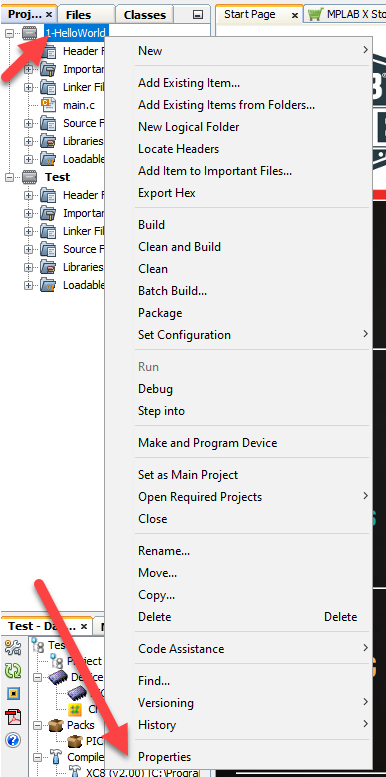 Proj... × Files Classes
Start Page × MPLAB X Sto
1-HelloWorld
Header F
Importan
Linker Fil
main.c
Source F
Libraries
Loadable
Test
Header F
Importan
Linker Fil
Source F
Libraries
Loadable
New
Add Existing Item...
Add Existing Items from Folders...
New Logical Folder
Locate Headers
Add Item to Important Files...
Export Hex
Build
Clean and Build
Clean
Batch Build...
Package
Set Configuration
Run
Debug
Step into
Make and Program Device
Set as Main Project
Open Required Projects
Close
Rename...
Move...
Copy...
Delete Delete
Code Assistance
Find...
Versioning
History
Properties
Test - Da... ×
Test
Project
Device
Packs
PIC
Compile
XC8 (v2.00) [C:\Progral